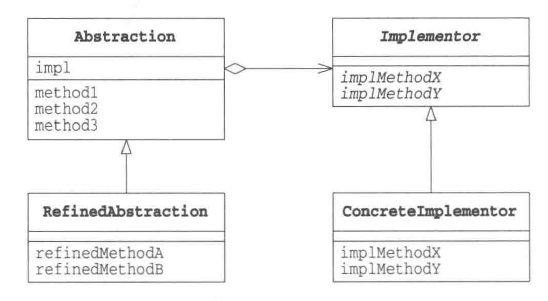 Abstraction
impl
method1
method2
method3
Implementor
implMethodX
implMethodY
RefinedAbstraction
refinedMethodA
refinedMethodB
ConcreteImplementor
implMethodX
implMethodY